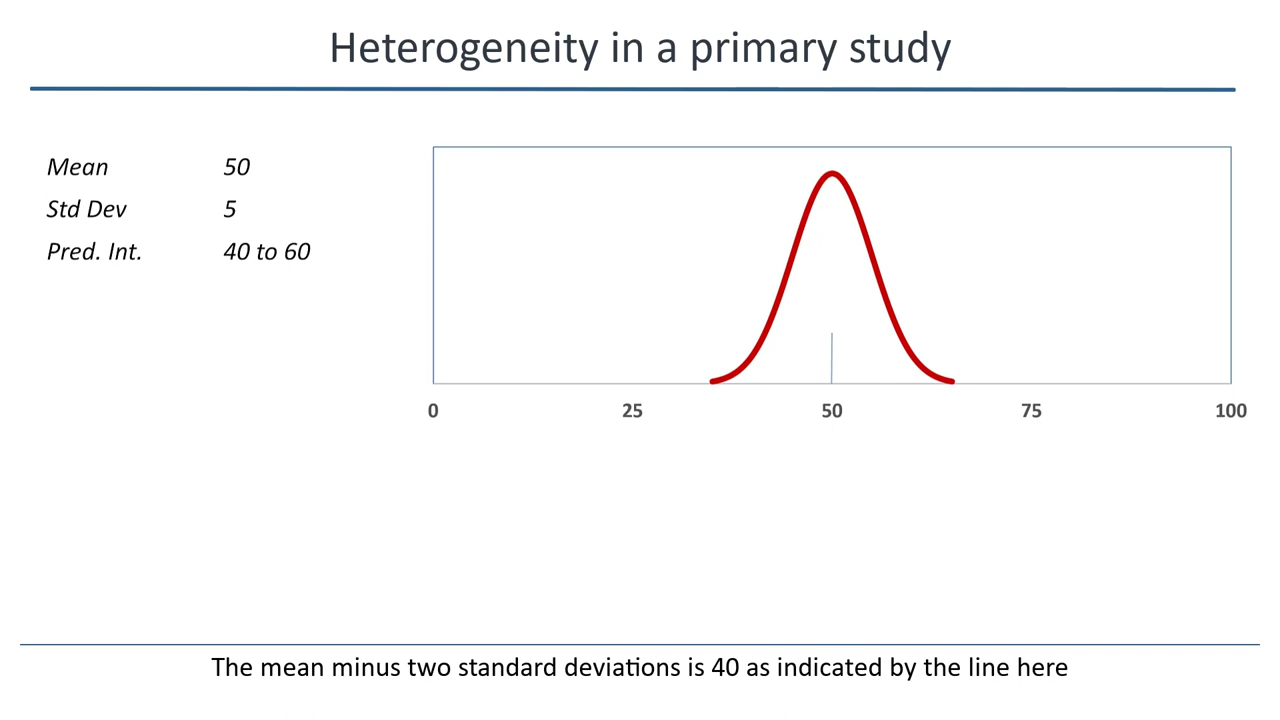 Heterogeneity in a primary study
Mean 50
Std Dev 5
Pred. Int. 40 to 60
0 25 50 75 100
The mean minus two standard deviations is 40 as indicated by the line here